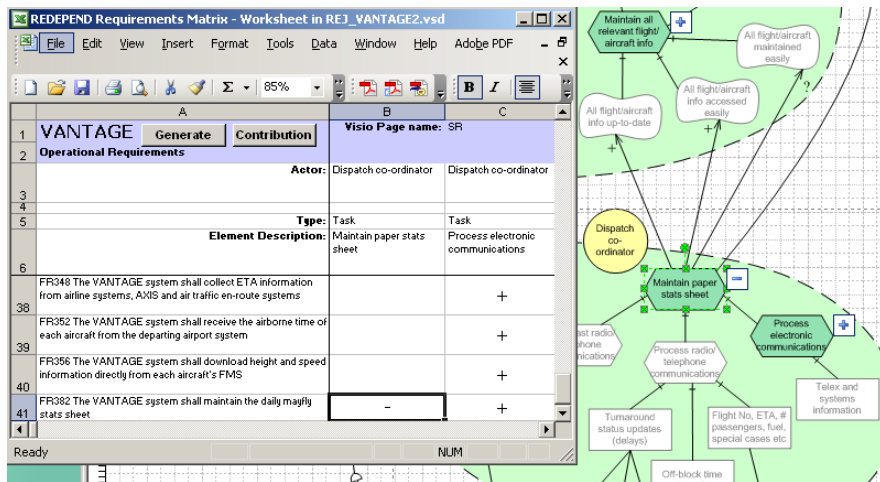 REDEPEND Requirements Matrix - Worksheet in REJ_VANTAGE2.vsd
File Edit View Insert Format Tools Data Window Help Adobe PDF
Σ 85% B I
A B C
1 VANTAGE Generate Contribution Visio Page name: SR
2 Operational Requirements
Actor: Dispatch co-ordinator Dispatch co-ordinator
3
4
5 Type: Task Task
Element Description: Maintain paper stats sheet Process electronic communications
6
FR348 The VANTAGE system shall collect ETA information
from airline systems, AXIS and air traffic en-route systems
38 +
FR352 The VANTAGE system shall receive the airborne time of
each aircraft from the departing airport system
39 +
FR356 The VANTAGE system shall download height and speed
information directly from each aircraft's FMS
40 +
FR382 The VANTAGE system shall maintain the daily mayfly
stats sheet
41 - +
Ready NUM
Maintain all
relevant flight/
aircraft info
+
All flight/aircraft
maintained
easily
?
All flight/aircraft
info accessed
easily
+
All flight/aircraft
info up-to-date
+
Dispatch
co-
ordinator
Maintain paper
stats sheet
-
Process
electronic
communications
+
Process radio/
telephone
communications
Telex and
systems
information
Turnaround
status updates
(delays)
Flight No, ETA, #
passengers, fuel,
special cases etc
Off-block time